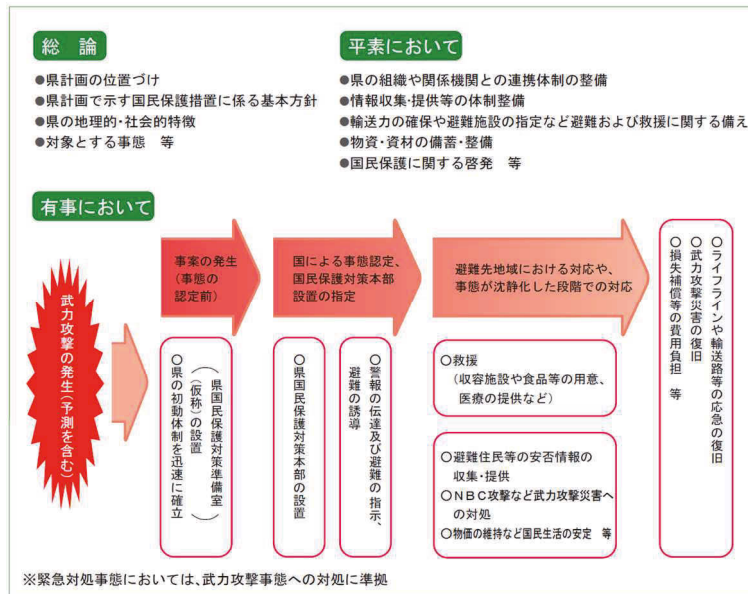 総 論
●県計画の位置づけ
●県計画で示す国民保護措置に係る基本方針
●県の地理的・社会的特徴
●対象とする事態 等
平素において
●県の組織や関係機関との連携体制の整備
●情報収集・提供等の体制整備
●輸送力の確保や避難施設の指定など避難および救援に関する備え
●物資・資材の備蓄・整備
●国民保護に関する啓発 等
有事において
武力攻撃の発生(予測を含む)
事案の発生
(事態の
認定前)
○県の初動体制を迅速に確立
(県国民保護対策準備室
(仮称)の設置)
国による事態認定、
国民保護対策本部
設置の指定
○県国民保護対策本部の設置
○警報の伝達及び避難の指示、
避難の誘導
避難先地域における対応や、
事態が沈静化した段階での対応
○救援
(収容施設や食品等の用意、
医療の提供など)
○避難住民等の安否情報の
収集・提供
○NBC攻撃など武力攻撃災害へ
の対処
○物価の維持など国民生活の安定 等
○ライフラインや輸送路等の応急の復旧
○武力攻撃災害の復旧
○損失補償等の費用負担 等
※緊急対処事態においては、武力攻撃事態への対処に準拠